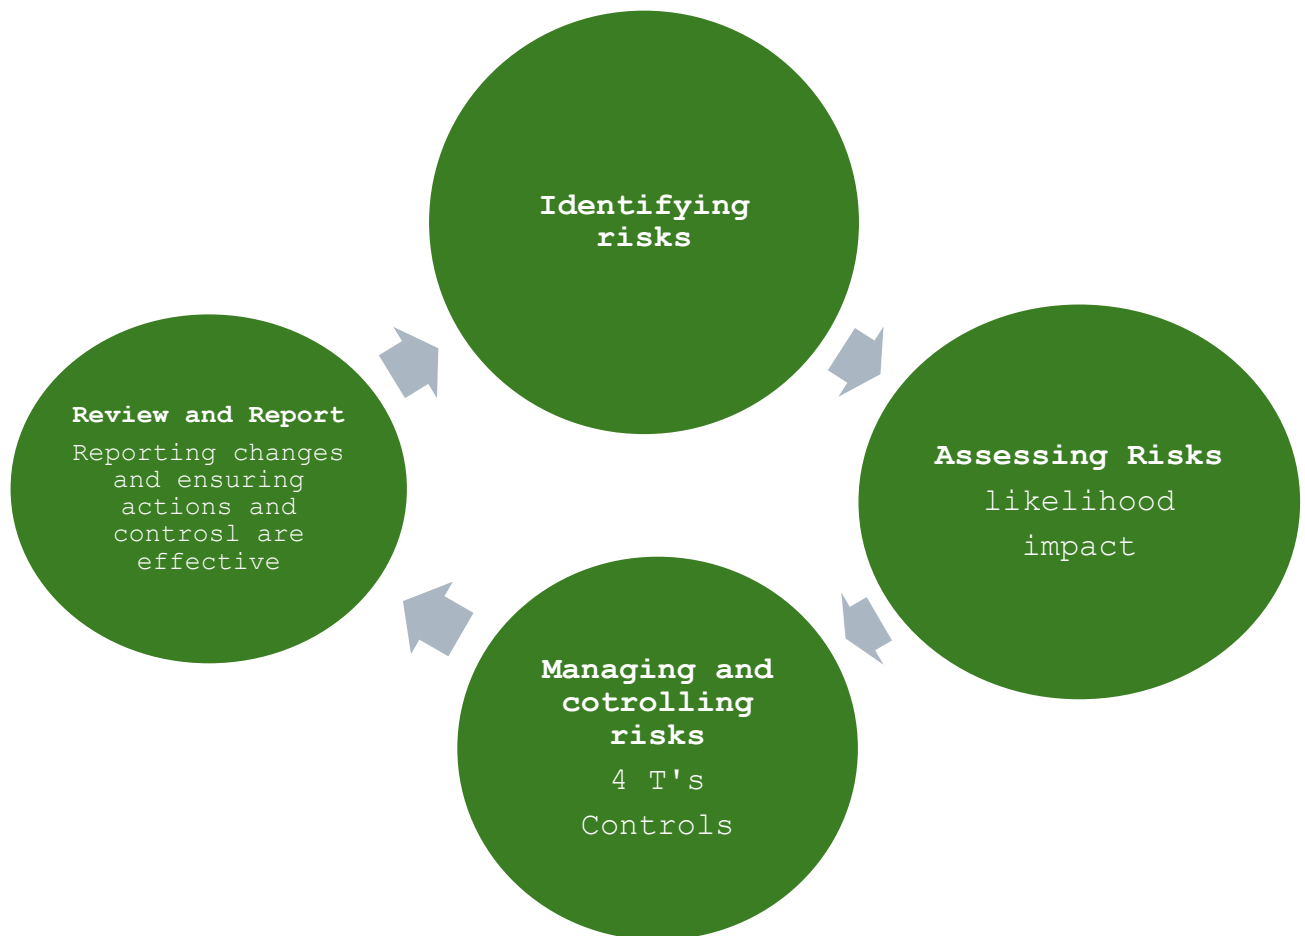 Identifying
risks
Assessing Risks
likelihood
impact
Managing and
cotrolling
risks
4 T's
Controls
Review and Report
Reporting changes
and ensuring
actions and
controsl are
effective